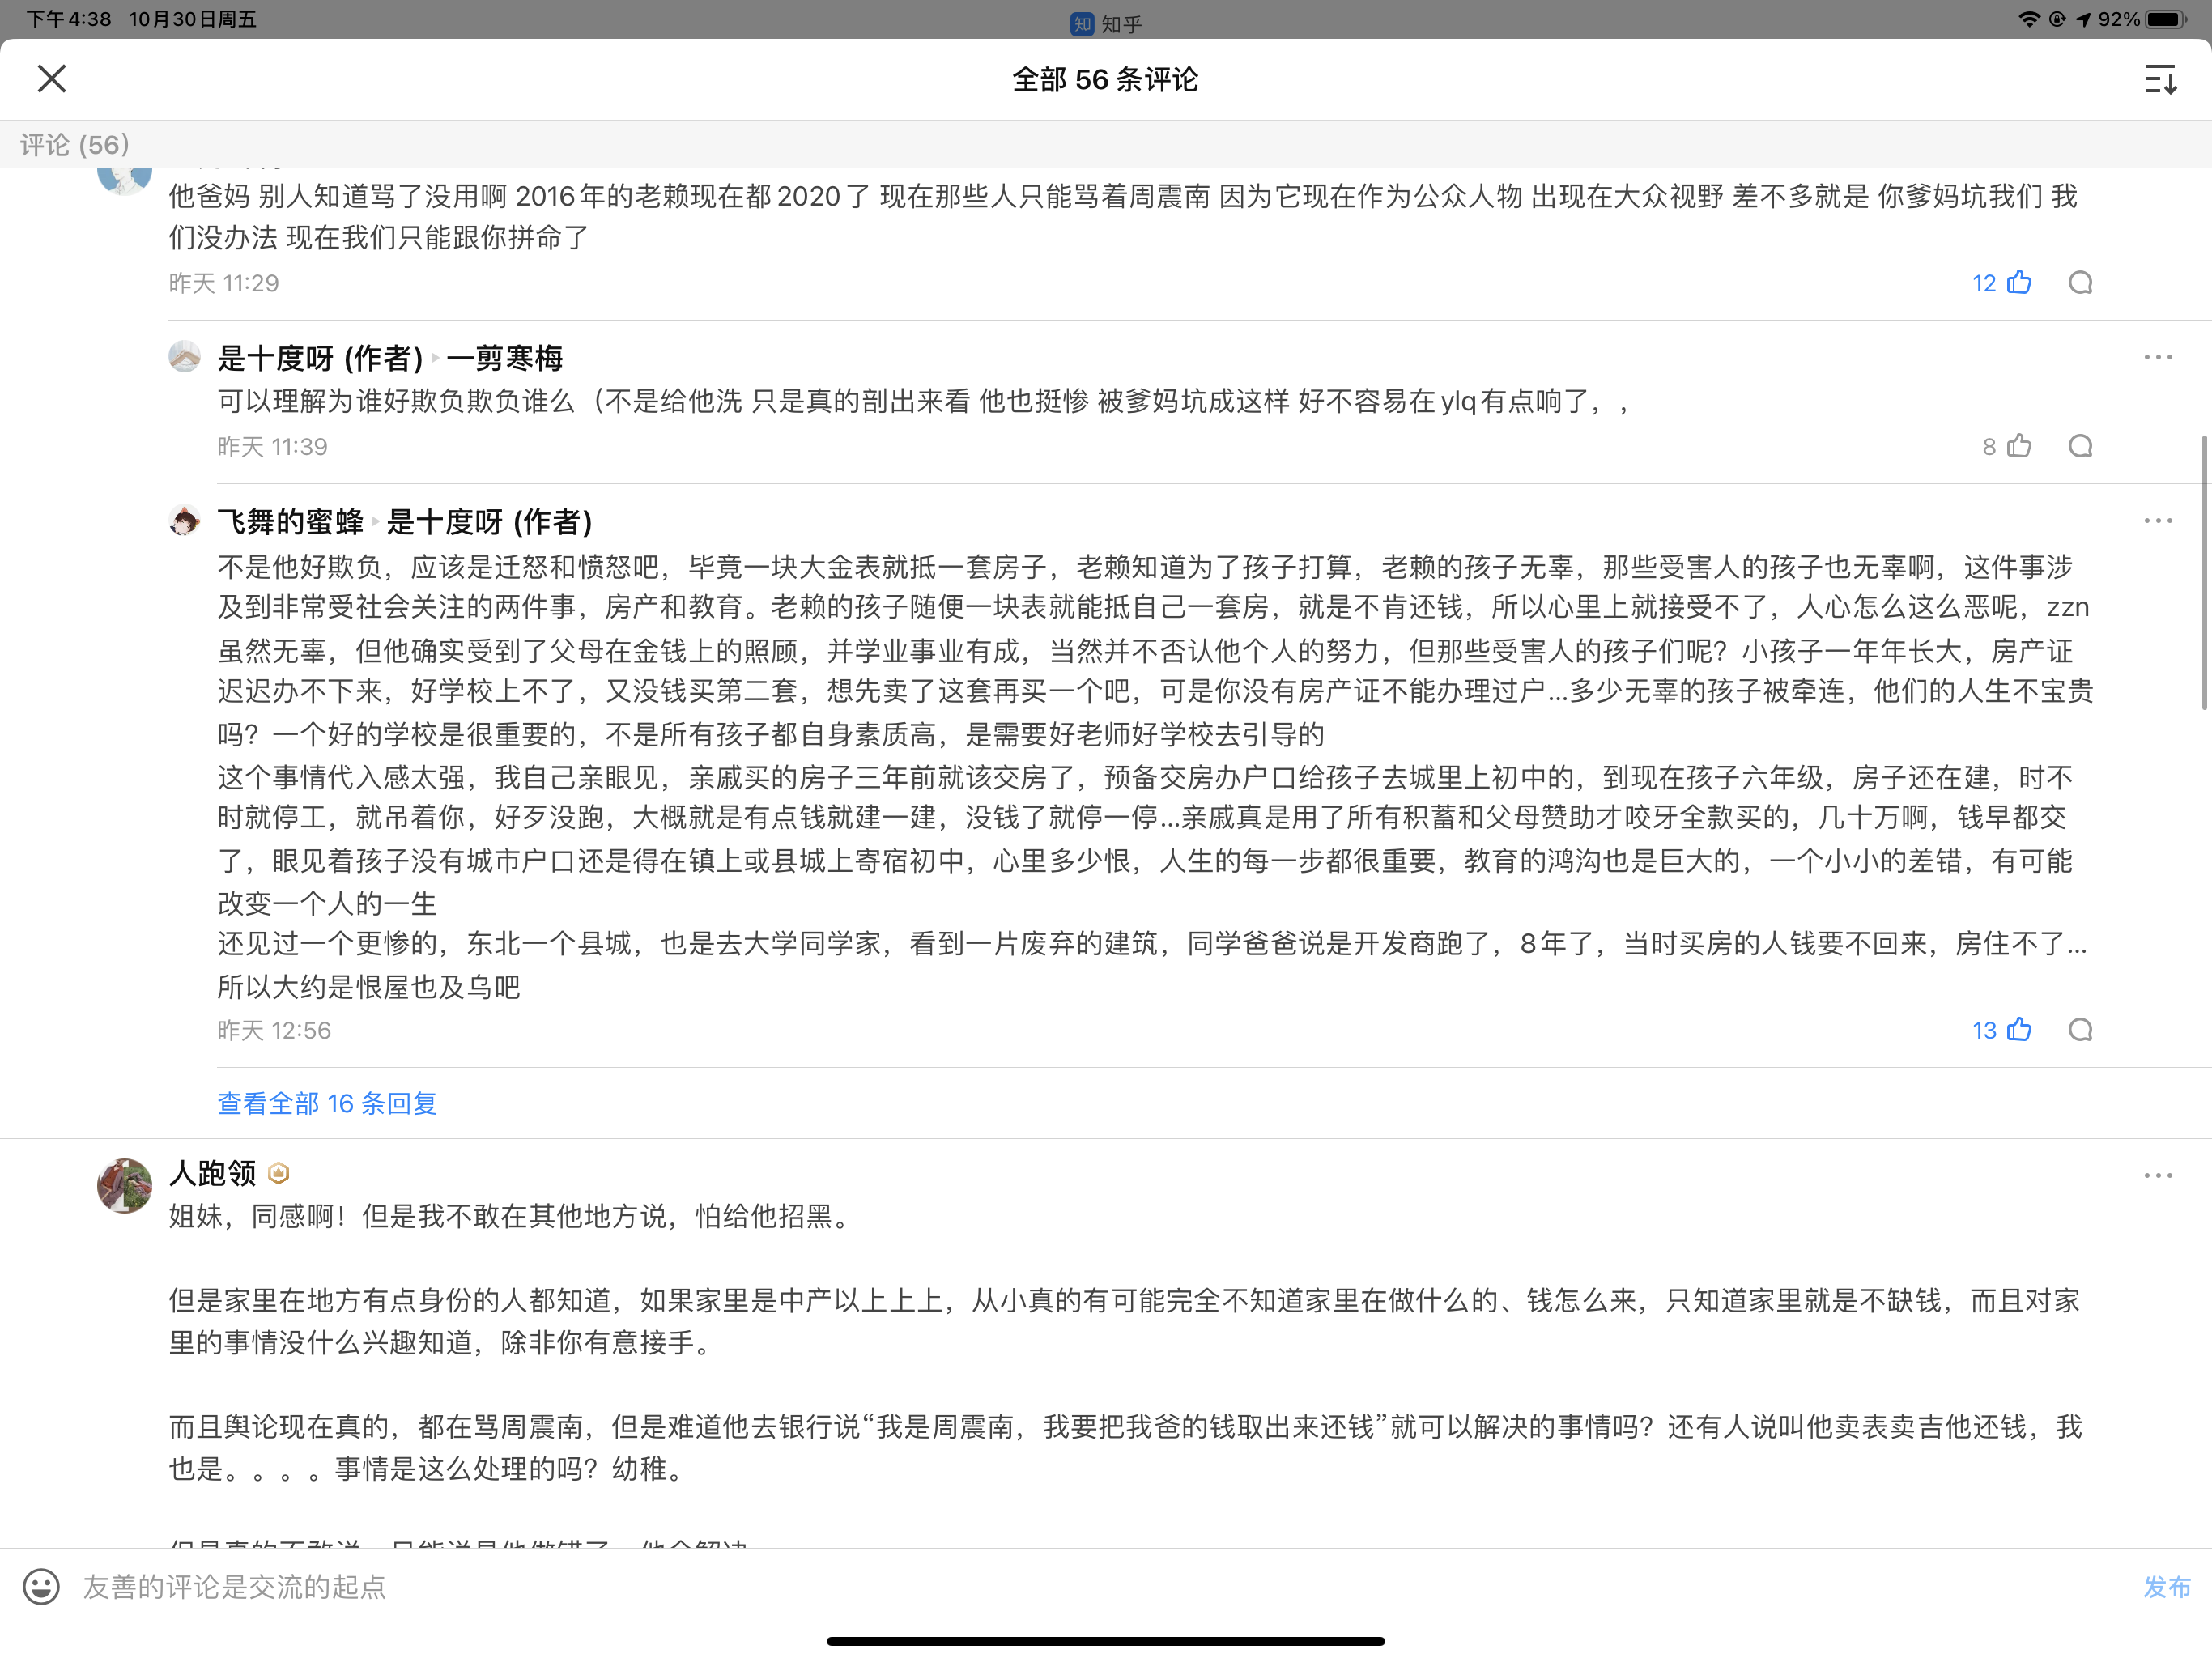 下午4:38 10月30日周五
知 知乎
92%
全部 56 条评论
评论 (56)
他爸妈 别人知道骂了没用啊 2016年的老赖现在都2020了 现在那些人只能骂着周震南 因为它现在作为公众人物 出现在大众视野 差不多就是 你爹妈坑我们 我
们没办法 现在我们只能跟你拼命了
昨天 11:29
12
是十度呀 (作者) 一剪寒梅
可以理解为谁好欺负欺负谁么（不是给他洗 只是真的剖出来看 他也挺惨 被爹妈坑成这样 好不容易在ylq有点响了，，
昨天 11:39
8
飞舞的蜜蜂 是十度呀 (作者)
不是他好欺负，应该是迁怒和愤怒吧，毕竟一块大金表就抵一套房子，老赖知道为了孩子打算，老赖的孩子无辜，那些受害人的孩子也无辜啊，这件事涉
及到非常受社会关注的两件事，房产和教育。老赖的孩子随便一块表就能抵自己一套房，就是不肯还钱，所以心里上就接受不了，人心怎么这么恶呢，zzn
虽然无辜，但他确实受到了父母在金钱上的照顾，并学业事业有成，当然并不否认他个人的努力，但那些受害人的孩子们呢？小孩子一年年长大，房产证
迟迟办不下来，好学校上不了，又没钱买第二套，想先卖了这套再买一个吧，可是你没有房产证不能办理过户...多少无辜的孩子被牵连，他们的人生不宝贵
吗？一个好的学校是很重要的，不是所有孩子都自身素质高，是需要好老师好学校去引导的
这个事情代入感太强，我自己亲眼见，亲戚买的房子三年前就该交房了，预备交房办户口给孩子去城里上初中的，到现在孩子六年级，房子还在建，时不
时就停工，就吊着你，好歹没跑，大概就是有点钱就建一建，没钱了就停一停...亲戚真是用了所有积蓄和父母赞助才咬牙全款买的，几十万啊，钱早都交
了，眼见着孩子没有城市户口还是得在镇上或县城上寄宿初中，心里多少恨，人生的每一步都很重要，教育的鸿沟也是巨大的，一个小小的差错，有可能
改变一个人的一生
还见过一个更惨的，东北一个县城，也是去大学同学家，看到一片废弃的建筑，同学爸爸说是开发商跑了，8年了，当时买房的人钱要不回来，房住不了...
所以大约是恨屋也及乌吧
昨天 12:56
13
查看全部 16 条回复
人跑领
姐妹，同感啊！但是我不敢在其他地方说，怕给他招黑。
但是家里在地方有点身份的人都知道，如果家里是中产以上上上，从小真的有可能完全不知道家里在做什么的、钱怎么来，只知道家里就是不缺钱，而且对家
里的事情没什么兴趣知道，除非你有意接手。
而且舆论现在真的，都在骂周震南，但是难道他去银行说“我是周震南，我要把我爸的钱取出来还钱”就可以解决的事情吗？还有人说叫他卖表卖吉他还钱，我
也是。。。。事情是这么处理的吗？幼稚。
友善的评论是交流的起点
发布